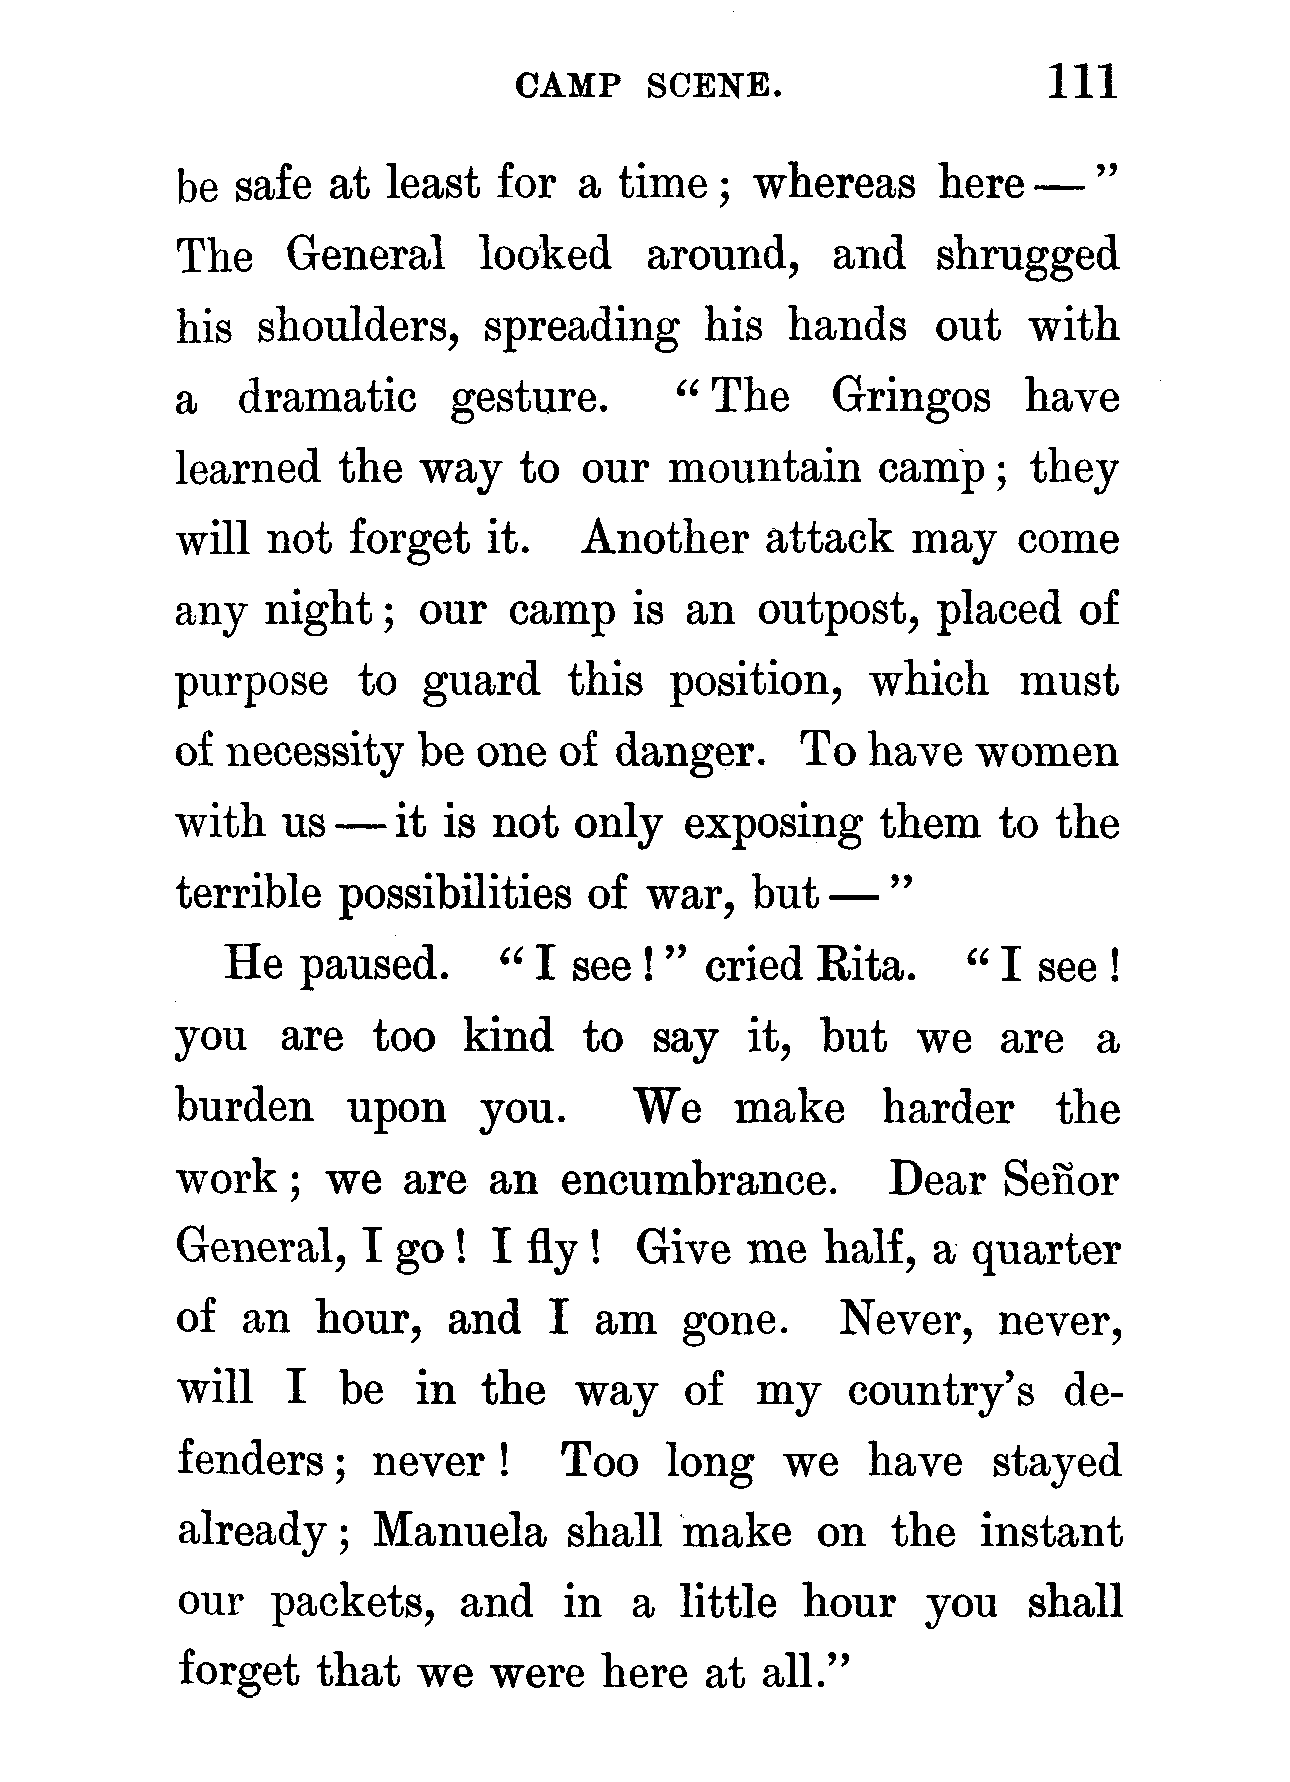 CAMP SCENE. 111
be safe at least for a time; whereas here—"
The General looked around, and shrugged
his shoulders, spreading his hands out with
a dramatic gesture. "The Gringos have
learned the way to our mountain camp; they
will not forget it. Another attack may come
any night; our camp is an outpost, placed of
purpose to guard this position, which must
of necessity be one of danger. To have women
with us—it is not only exposing them to the
terrible possibilities of war, but—"
He paused. "I see!" cried Rita. "I see!
you are too kind to say it, but we are a
burden upon you. We make harder the
work; we are an encumbrance. Dear Señor
General, I go! I fly! Give me half, a quarter
of an hour, and I am gone. Never, never,
will I be in the way of my country's de-
fenders; never! Too long we have stayed
already; Manuela shall make on the instant
our packets, and in a little hour you shall
forget that we were here at all."